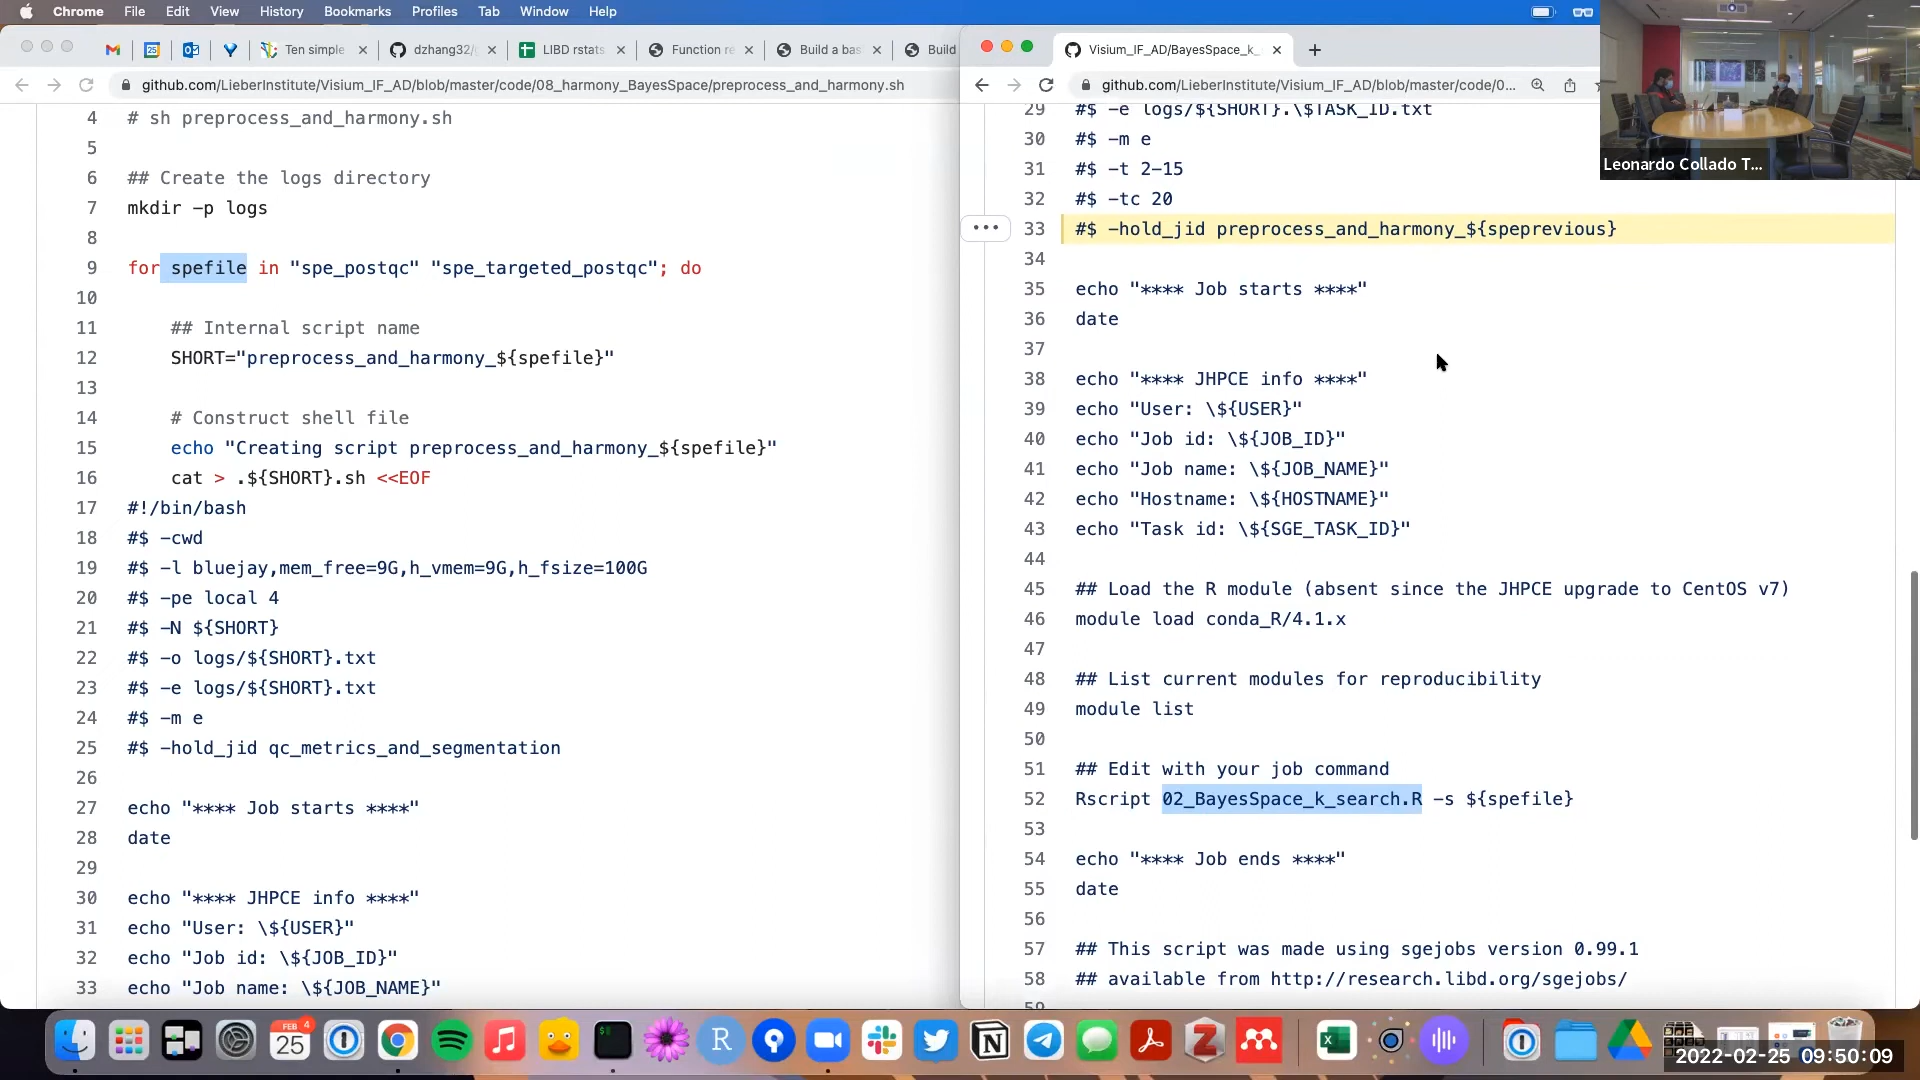 Chrome File Edit View History Bookmarks Profiles Tab Window Help
Ten simple dzhang32/ LIBD rstats Function re Build a bas Build
Visium_IF_AD/BayesSpace_k_
github.com/LieberInstitute/Visium_IF_AD/blob/master/code/08_harmony_BayesSpace/preprocess_and_harmony.sh
github.com/LieberInstitute/Visium_IF_AD/blob/master/code/0...
4 # sh preprocess_and_harmony.sh
5
6 ## Create the logs directory
7 mkdir -p logs
8
9 for spefile in "spe_postqc" "spe_targeted_postqc"; do
10
11 ## Internal script name
12 SHORT="preprocess_and_harmony_${spefile}"
13
14 # Construct shell file
15 echo "Creating script preprocess_and_harmony_${spefile}"
16 cat > .${SHORT}.sh <<EOF
17 #!/bin/bash
18 #$ -cwd
19 #$ -l bluejay,mem_free=9G,h_vmem=9G,h_fsize=100G
20 #$ -pe local 4
21 #$ -N ${SHORT}
22 #$ -o logs/${SHORT}.txt
23 #$ -e logs/${SHORT}.txt
24 #$ -m e
25 #$ -hold_jid qc_metrics_and_segmentation
26
27 echo "**** Job starts ****"
28 date
29
30 echo "**** JHPCE info ****"
31 echo "User: \${USER}"
32 echo "Job id: \${JOB_ID}"
33 echo "Job name: \${JOB_NAME}"
29 #$ -e logs/${SHORT}.\$TASK_ID.txt
30 #$ -m e
31 #$ -t 2-15
32 #$ -tc 20
33 #$ -hold_jid preprocess_and_harmony_${speprevious}
34
35 echo "**** Job starts ****"
36 date
37
38 echo "**** JHPCE info ****"
39 echo "User: \${USER}"
40 echo "Job id: \${JOB_ID}"
41 echo "Job name: \${JOB_NAME}"
42 echo "Hostname: \${HOSTNAME}"
43 echo "Task id: \${SGE_TASK_ID}"
44
45 ## Load the R module (absent since the JHPCE upgrade to CentOS v7)
46 module load conda_R/4.1.x
47
48 ## List current modules for reproducibility
49 module list
50
51 ## Edit with your job command
52 Rscript 02_BayesSpace_k_search.R -s ${spefile}
53
54 echo "**** Job ends ****"
55 date
56
57 ## This script was made using sgejobs version 0.99.1
58 ## available from http://research.libd.org/sgejobs/
59
Leonardo Collado T...
FEB 4
25
2022-02-25 09:50:09